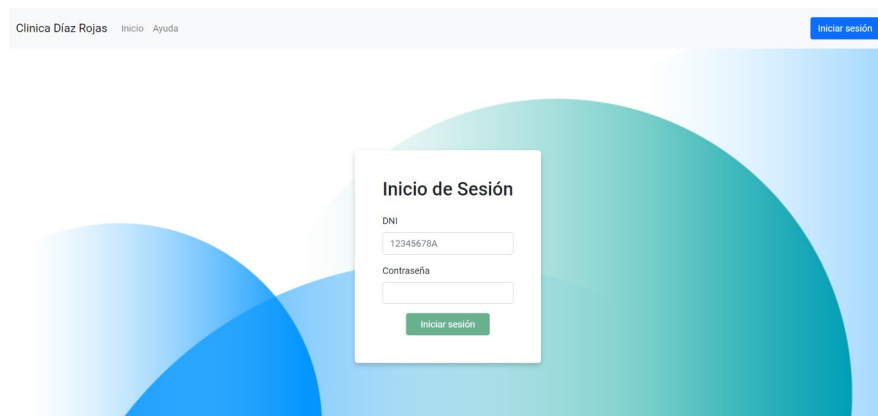 Clinica Díaz Rojas Inicio Ayuda Iniciar sesión
Inicio de Sesión
DNI
12345678A
Contraseña
Iniciar sesión